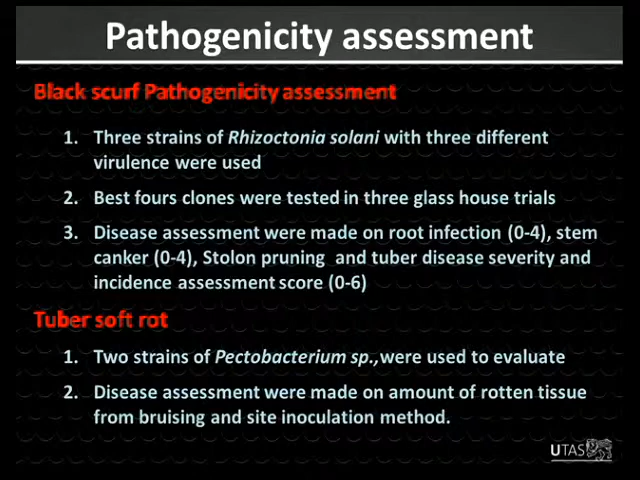 Pathogenicity assessment
Black scurf Pathogenicity assessment
1. Three strains of Rhizoctonia solani with three different
virulence were used
2. Best fours clones were tested in three glass house trials
3. Disease assessment were made on root infection (0-4), stem
canker (0-4), Stolon pruning and tuber disease severity and
incidence assessment score (0-6)
Tuber soft rot
1. Two strains of Pectobacterium sp.,were used to evaluate
2. Disease assessment were made on amount of rotten tissue
from bruising and site inoculation method.
UTAS